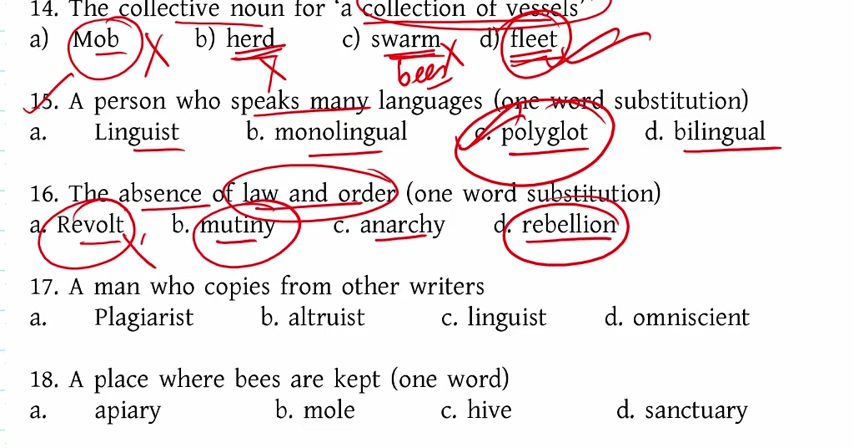 14. The collective noun for ‘a collection of vessels’
a) Mob b) herd c) swarm d) fleet
bees
15. A person who speaks many languages (one word substitution)
a. Linguist b. monolingual c. polyglot d. bilingual
16. The absence of law and order (one word substitution)
a. Revolt b. mutiny c. anarchy d. rebellion
17. A man who copies from other writers
a. Plagiarist b. altruist c. linguist d. omniscient
18. A place where bees are kept (one word)
a. apiary b. mole c. hive d. sanctuary